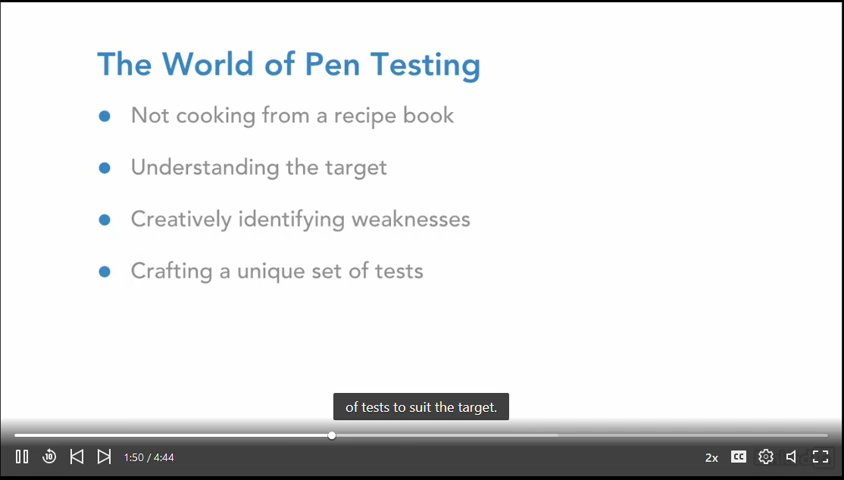 The World of Pen Testing
Not cooking from a recipe book
Understanding the target
Creatively identifying weaknesses
Crafting a unique set of tests
of tests to suit the target.
10
1:50 / 4:44
2x
CC